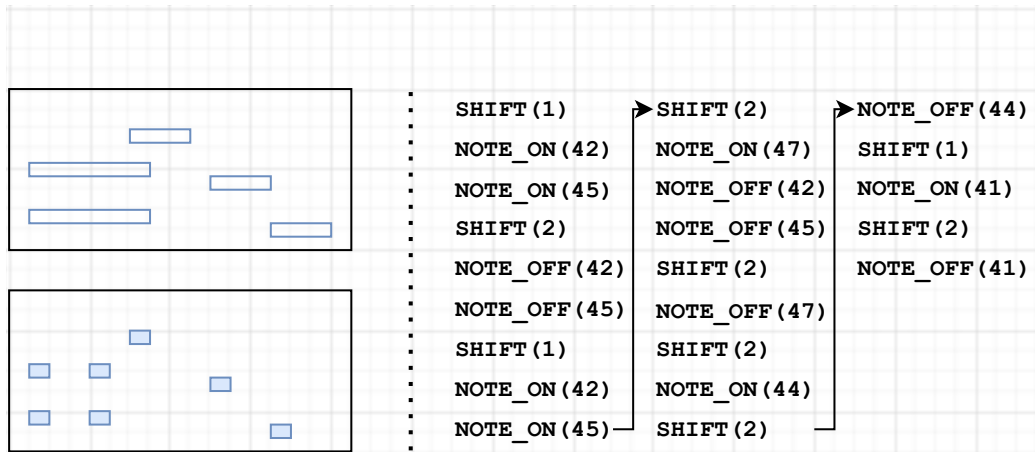 SHIFT(1)
NOTE_ON(42)
NOTE_ON(45)
SHIFT(2)
NOTE_OFF(42)
NOTE_OFF(45)
SHIFT(1)
NOTE_ON(42)
NOTE_ON(45)
SHIFT(2)
NOTE_ON(47)
NOTE_OFF(42)
NOTE_OFF(45)
SHIFT(2)
NOTE_OFF(47)
SHIFT(2)
NOTE_ON(44)
SHIFT(2)
NOTE_OFF(44)
SHIFT(1)
NOTE_ON(41)
SHIFT(2)
NOTE_OFF(41)